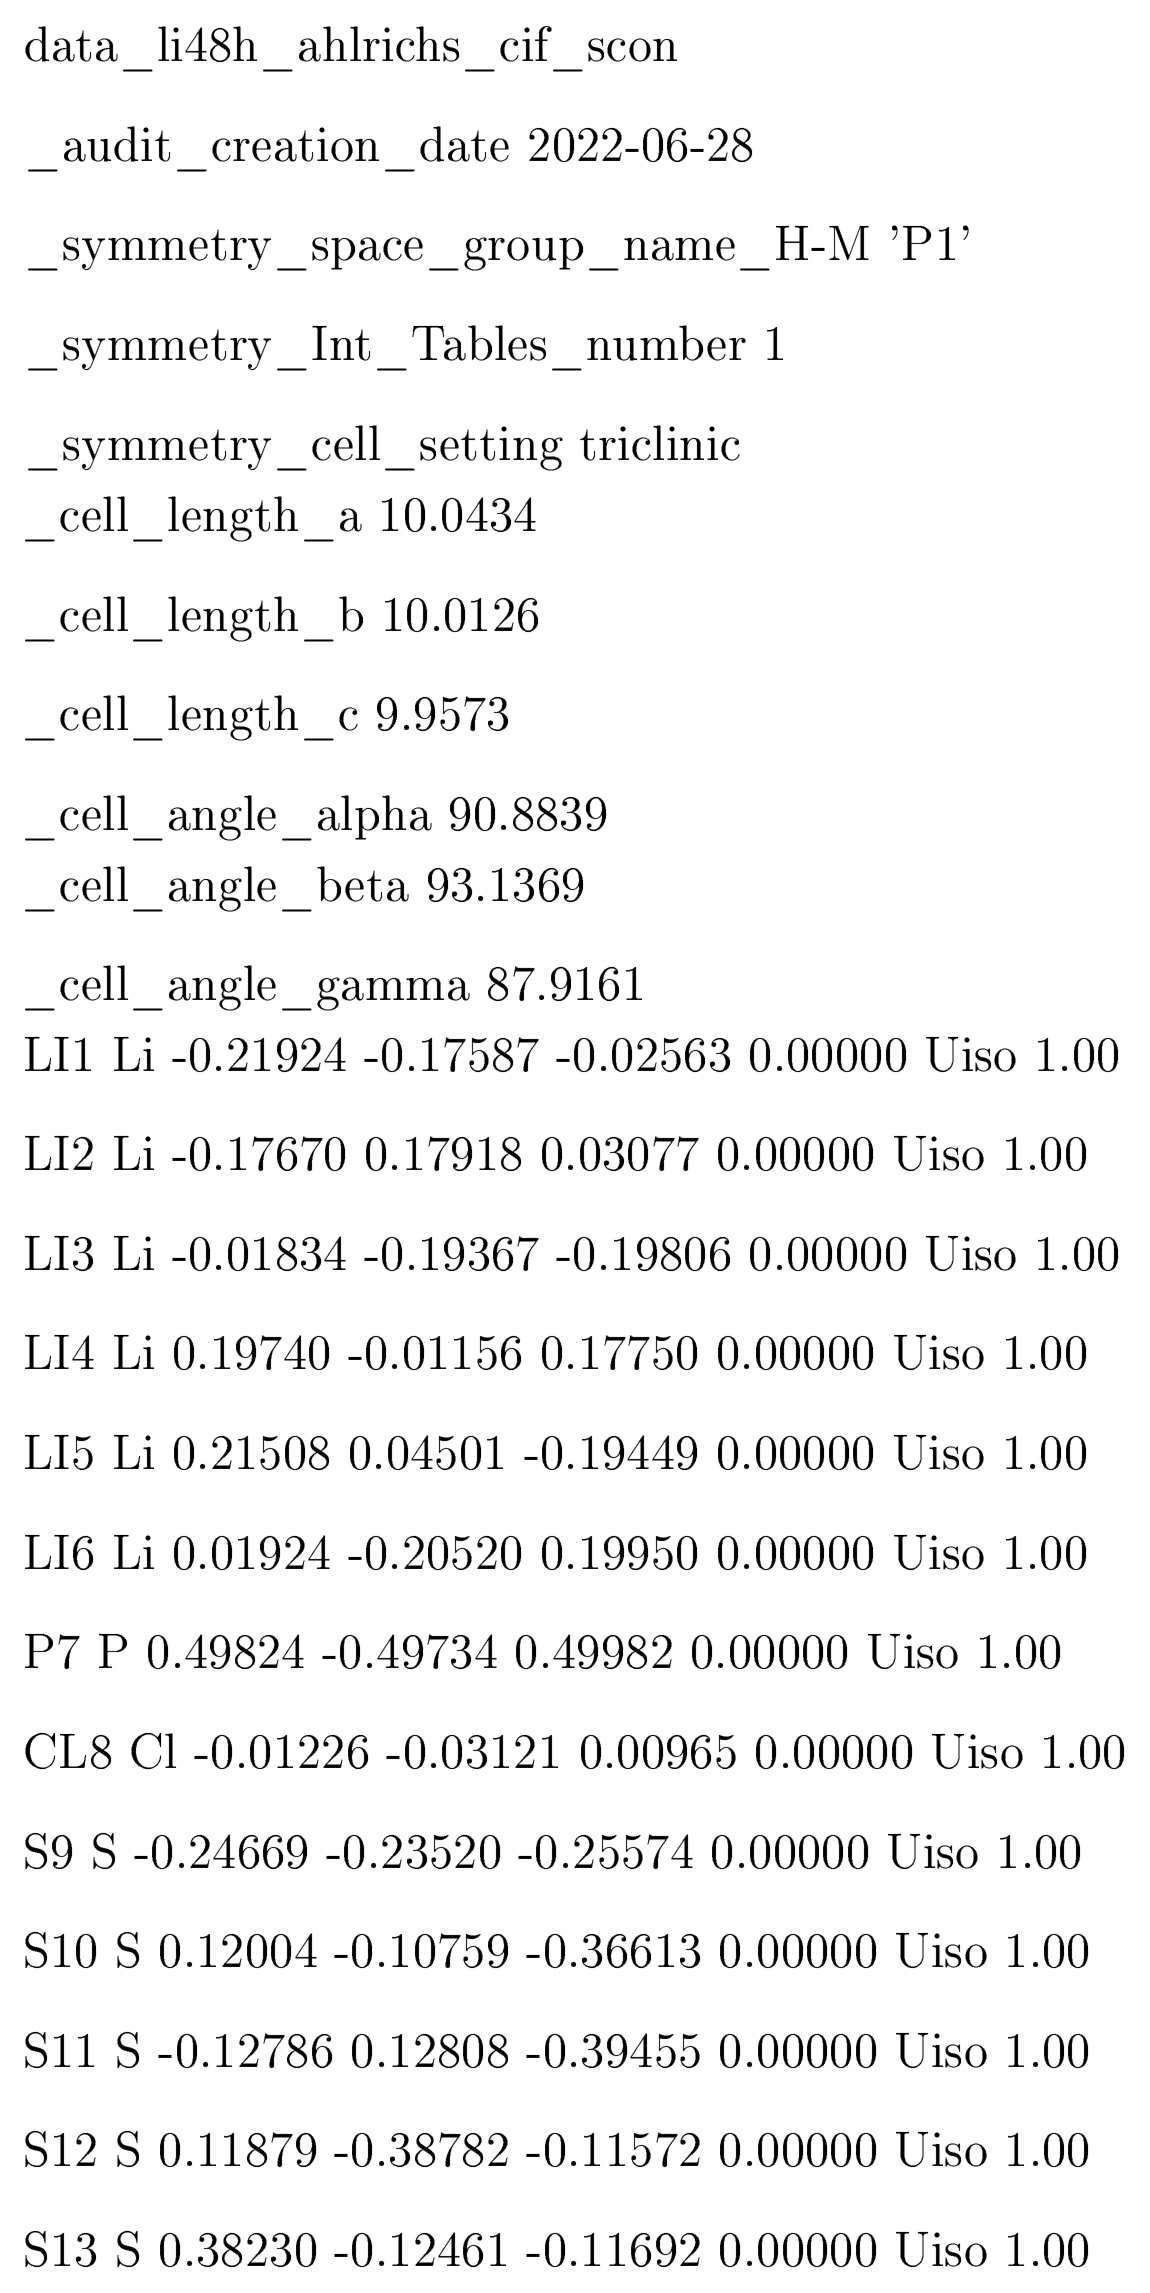 data_li48h_ahlrichs_cif_scon
_audit_creation_date 2022-06-28
_symmetry_space_group_name_H-M ’P1’
_symmetry_Int_Tables_number 1
_symmetry_cell_setting triclinic
_cell_length_a 10.0434
_cell_length_b 10.0126
_cell_length_c 9.9573
_cell_angle_alpha 90.8839
_cell_angle_beta 93.1369
_cell_angle_gamma 87.9161
LI1 Li -0.21924 -0.17587 -0.02563 0.00000 Uiso 1.00
LI2 Li -0.17670 0.17918 0.03077 0.00000 Uiso 1.00
LI3 Li -0.01834 -0.19367 -0.19806 0.00000 Uiso 1.00
LI4 Li 0.19740 -0.01156 0.17750 0.00000 Uiso 1.00
LI5 Li 0.21508 0.04501 -0.19449 0.00000 Uiso 1.00
LI6 Li 0.01924 -0.20520 0.19950 0.00000 Uiso 1.00
P7 P 0.49824 -0.49734 0.49982 0.00000 Uiso 1.00
CL8 Cl -0.01226 -0.03121 0.00965 0.00000 Uiso 1.00
S9 S -0.24669 -0.23520 -0.25574 0.00000 Uiso 1.00
S10 S 0.12004 -0.10759 -0.36613 0.00000 Uiso 1.00
S11 S -0.12786 0.12808 -0.39455 0.00000 Uiso 1.00
S12 S 0.11879 -0.38782 -0.11572 0.00000 Uiso 1.00
S13 S 0.38230 -0.12461 -0.11692 0.00000 Uiso 1.00